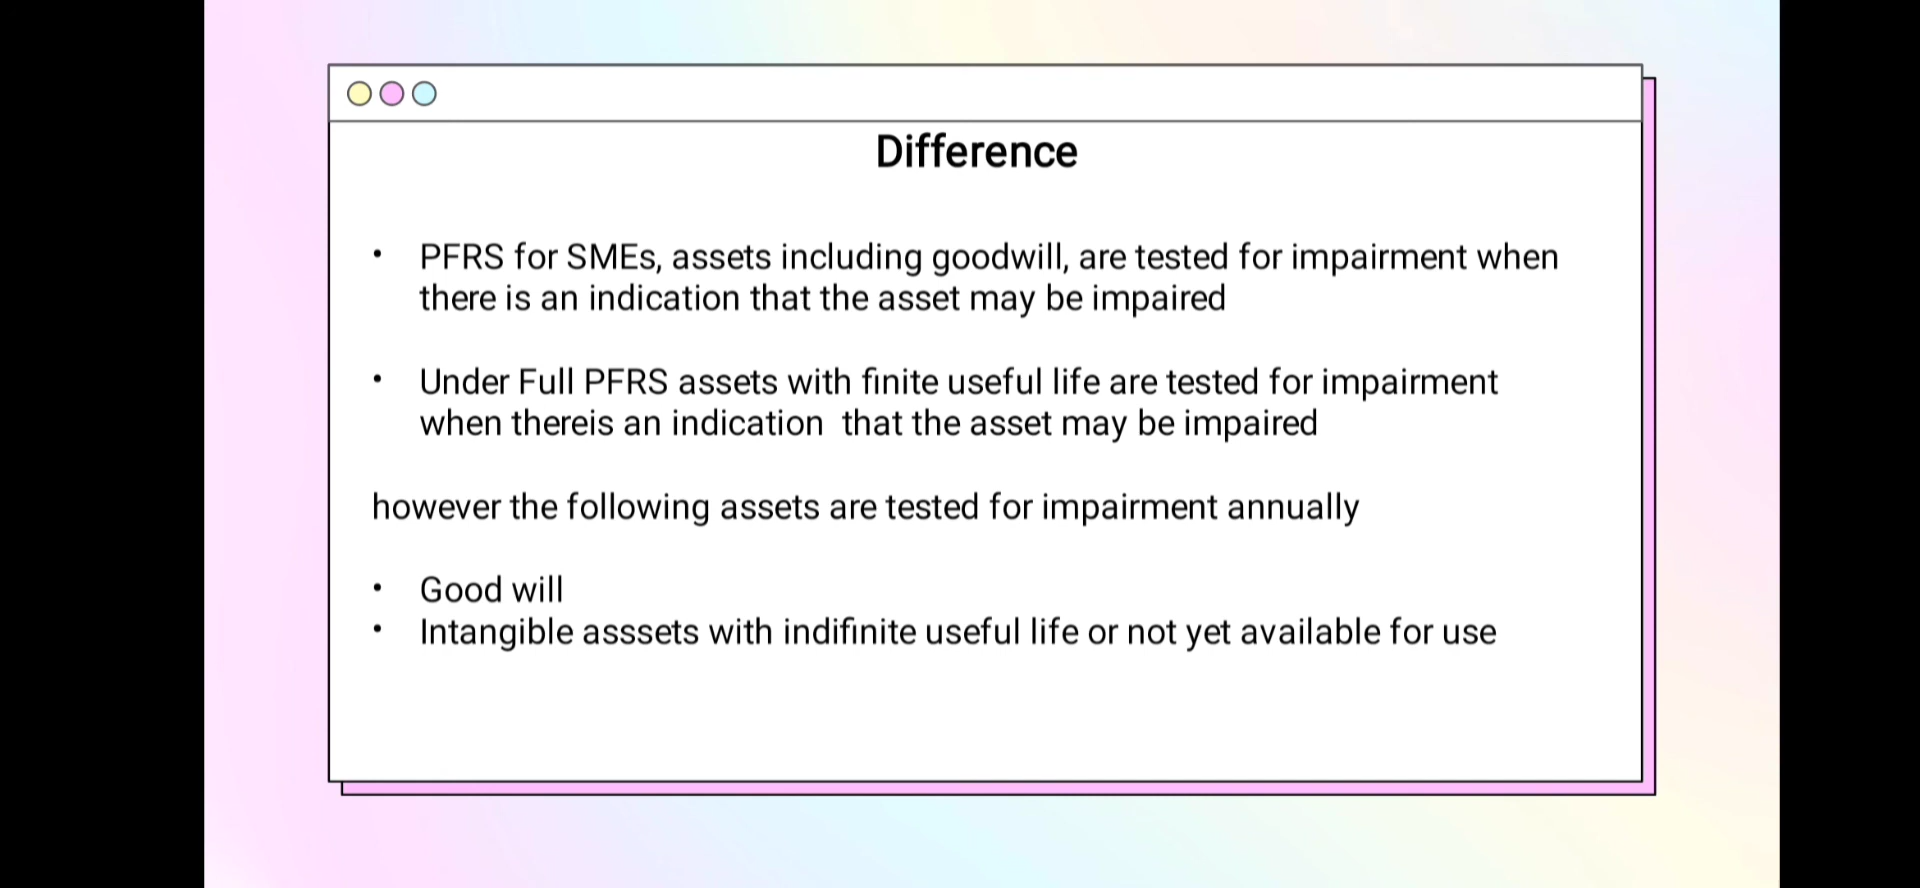 Difference
• PFRS for SMEs, assets including goodwill, are tested for impairment when
there is an indication that the asset may be impaired
• Under Full PFRS assets with finite useful life are tested for impairment
when thereis an indication  that the asset may be impaired
however the following assets are tested for impairment annually
• Good will
• Intangible asssets with indifinite useful life or not yet available for use